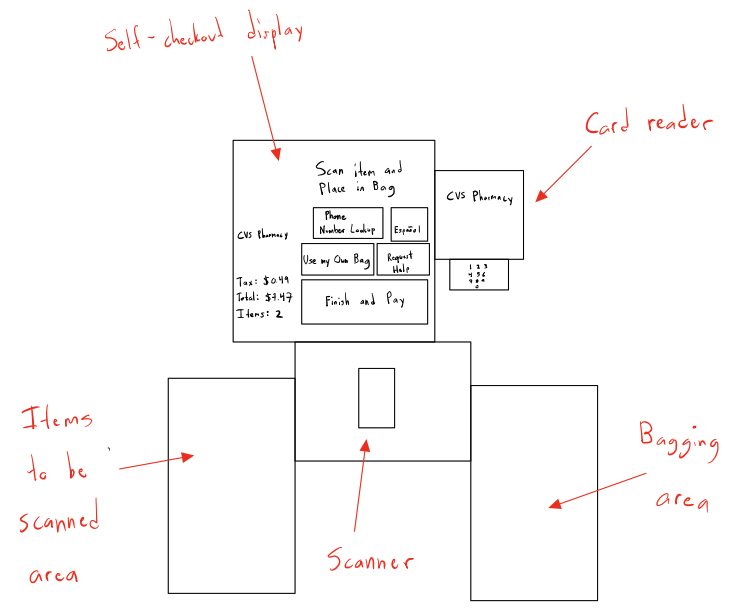 Self-checkout display
Card reader
Scan item and
Place in Bag
CVS Pharmacy
Phone
Number Lookup
Español
CVS Pharmacy
Use my Own Bag
Request
Help
Tax: $0.49
Total: $7.47
Items: 2
Finish and Pay
1 2 3
4 5 6
7 8 9
0
Items
to be
scanned
area
Scanner
Bagging
area